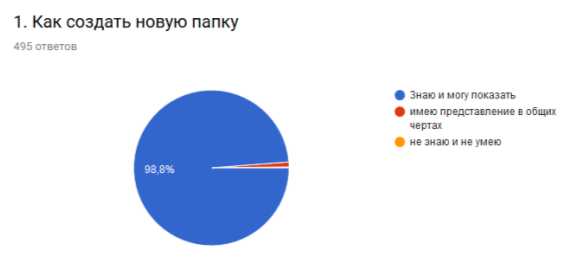 1. Как создать новую папку
495 ответов
98,8%
Знаю и могу показать
имею представление в общих
чертах
не знаю и не умею